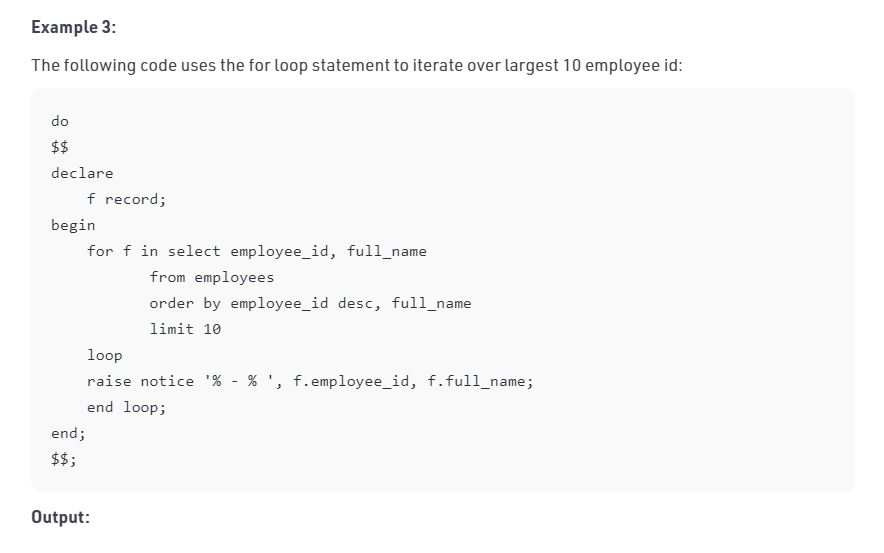 Example 3:
The following code uses the for loop statement to iterate over largest 10 employee id:
do
$$
declare
    f record;
begin
    for f in select employee_id, full_name
           from employees
           order by employee_id desc, full_name
           limit 10
    loop
    raise notice '% - % ', f.employee_id, f.full_name;
    end loop;
end;
$$;
Output: